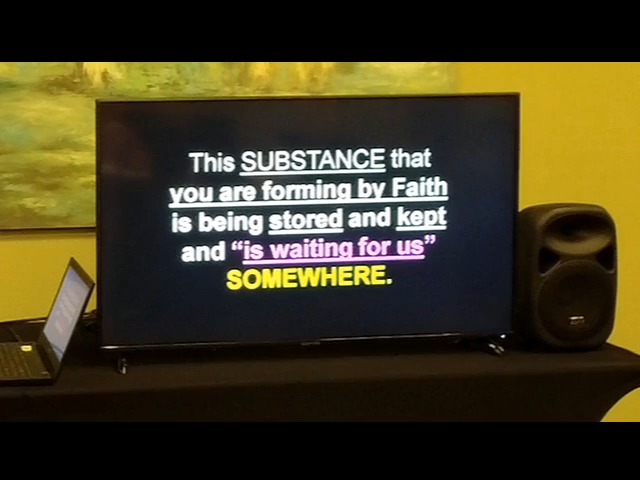 This SUBSTANCE that
you are forming by Faith
is being stored and kept
and “is waiting for us”
SOMEWHERE.